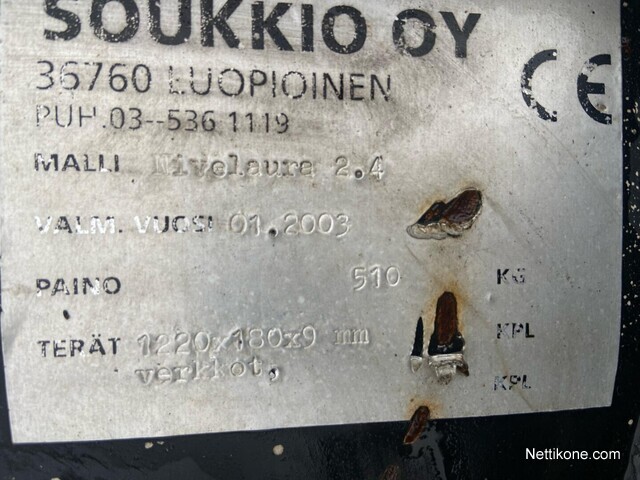 SOUKKIO OY
36760 LUOPIOINEN
PUH.03--536 1119
CE
MALLI Nivelaura 2.4
VALM. VUOSI 01.2003
PAINO 510 KG
TERÄT 1220x180x9 mm KPL
verkkot, KPL
Nettikone.com